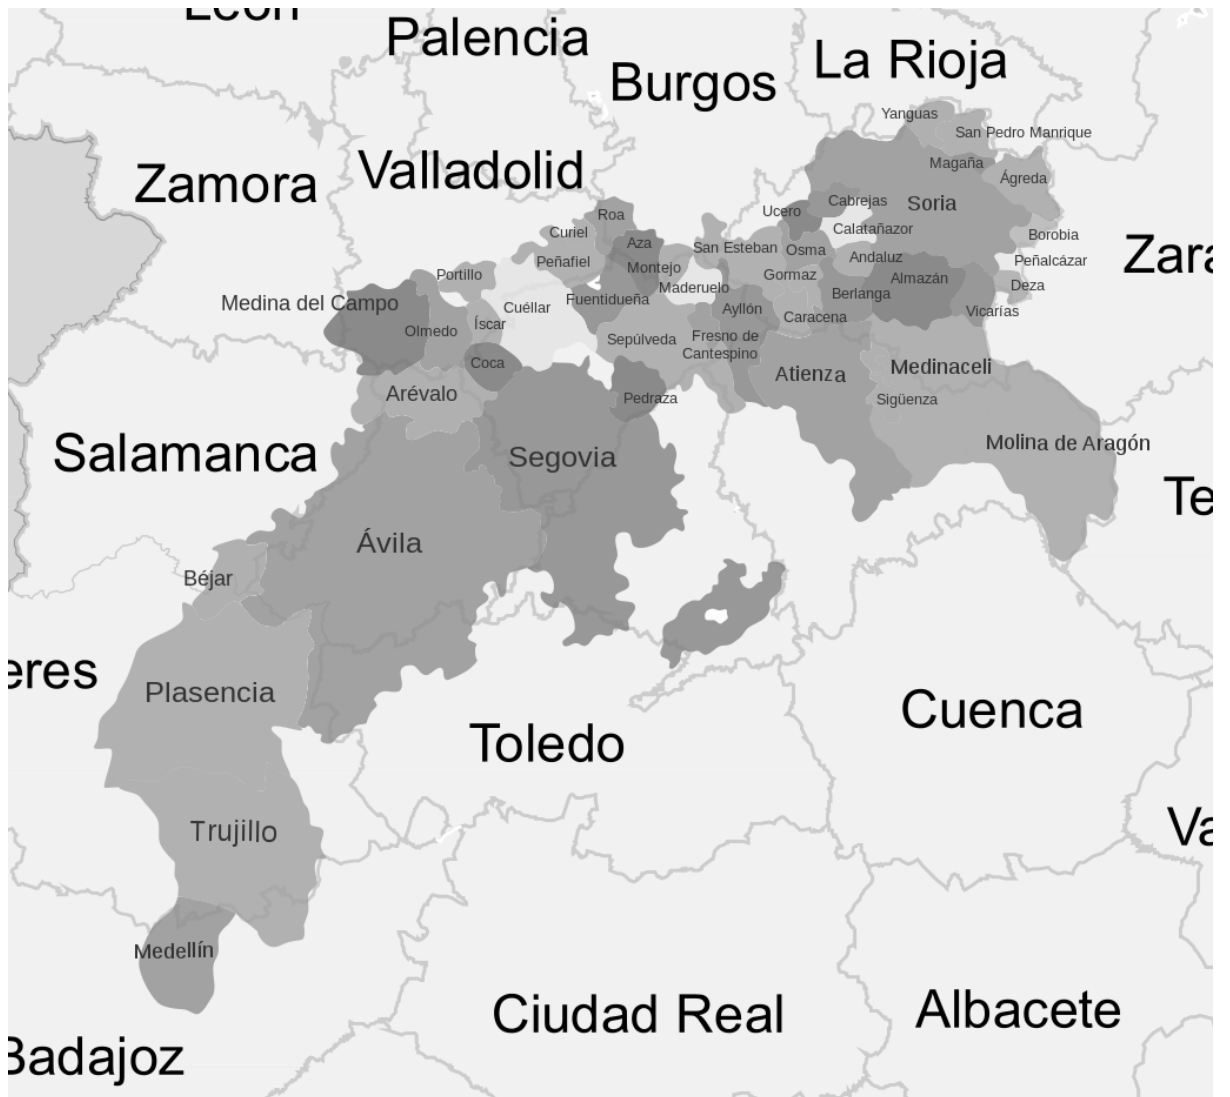 León
Palencia
La Rioja
Burgos
Yanguas
San Pedro Manrique
Valladolid
Magaña
Zamora
Ágreda
Cabrejas
Soria
Roa
Ucero
Calatañazor
Curiel
Borobia
Aza
San Esteban
Osma
Zara
Andaluz
Peñafiel
Peñalcázar
Montejo
Portillo
Gormaz
Almazán
Maderuelo
Deza
Berlanga
Medina del Campo
Fuentidueña
Cuéllar
Ayllón
Vicarías
Caracena
Íscar
Olmedo
Sepúlveda
Fresno de
Cantespino
Coca
Medinaceli
Atienza
Arévalo
Pedraza
Sigüenza
Molina de Aragón
Salamanca
Segovia
Te
Ávila
Béjar
eres
Plasencia
Cuenca
Toledo
Va
Trujillo
Medellín
Ciudad Real
Albacete
Badajoz